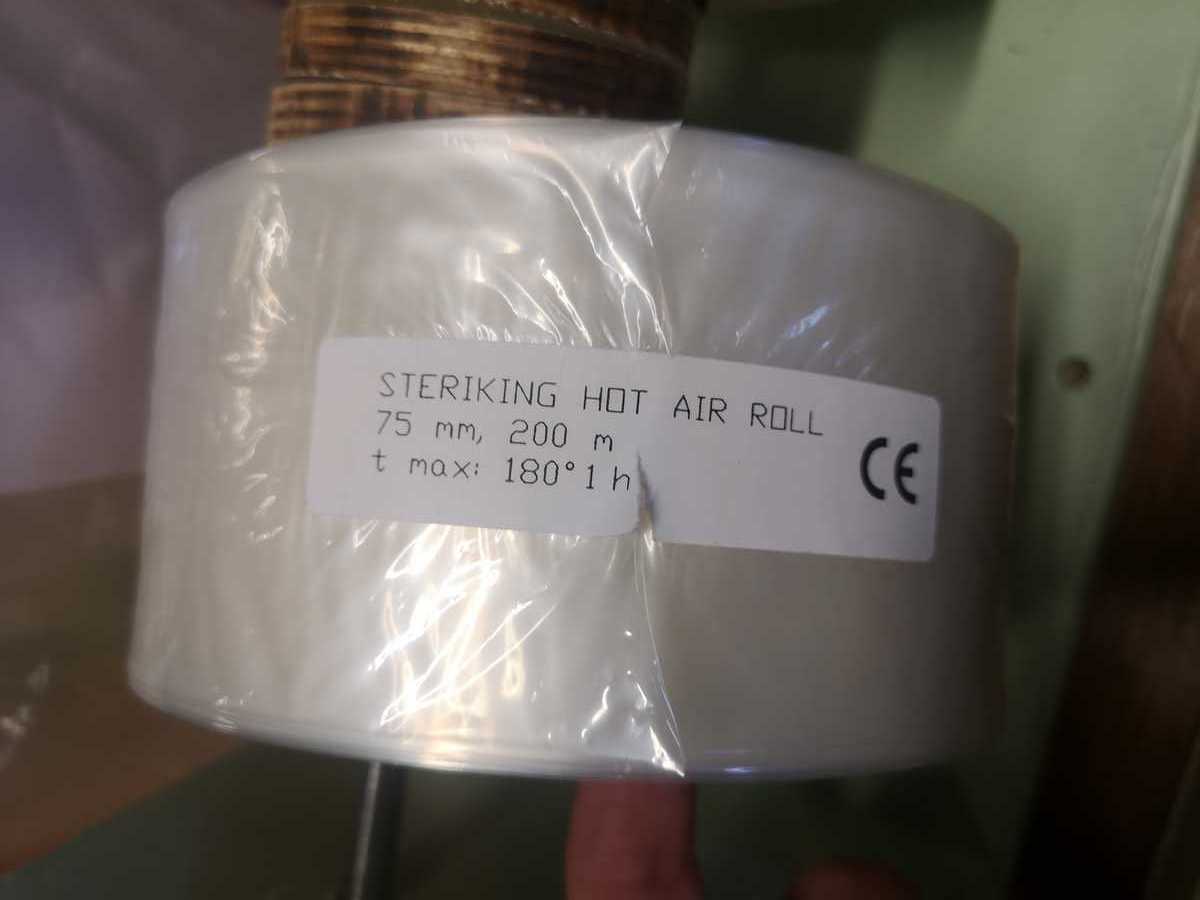 STERIKING HOT AIR ROLL
75 mm, 200 m
t max: 180° 1 h
CE